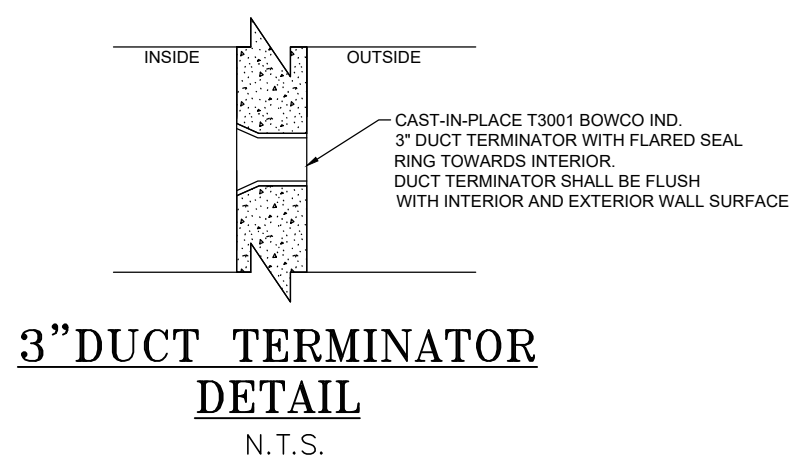 INSIDE
OUTSIDE
CAST-IN-PLACE T3001 BOWCO IND.
3" DUCT TERMINATOR WITH FLARED SEAL
RING TOWARDS INTERIOR.
DUCT TERMINATOR SHALL BE FLUSH
WITH INTERIOR AND EXTERIOR WALL SURFACE
3"DUCT TERMINATOR
DETAIL
N.T.S.